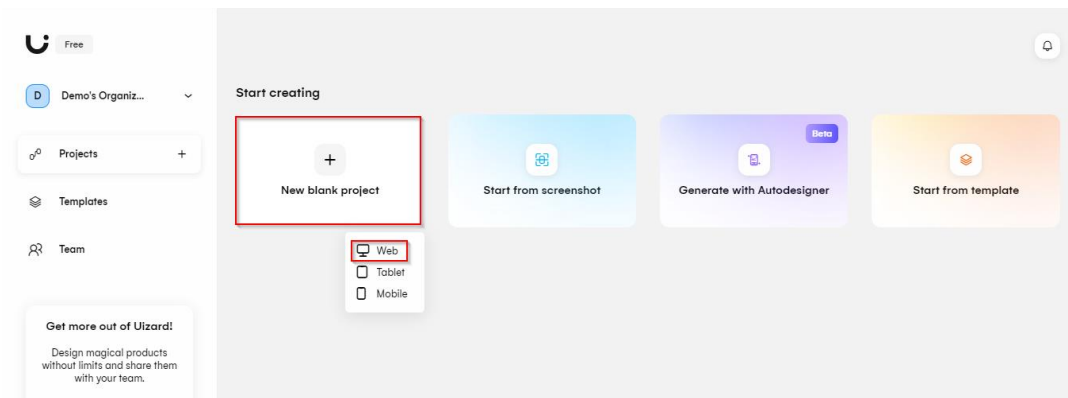 Free
D Demo's Organiz...
Projects
Templates
Team
Get more out of Uizard!
Design magical products
without limits and share them
with your team.
Start creating
New blank project
Start from screenshot
Beta
Generate with Autodesigner
Start from template
Web
Tablet
Mobile